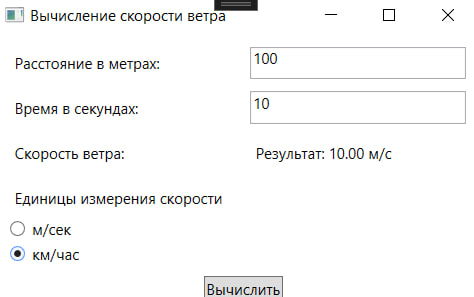 Вычисление скорости ветра
Расстояние в метрах: 100
Время в секундах: 10
Скорость ветра: Результат: 10.00 м/с
Единицы измерения скорости
м/сек
км/час
Вычислить